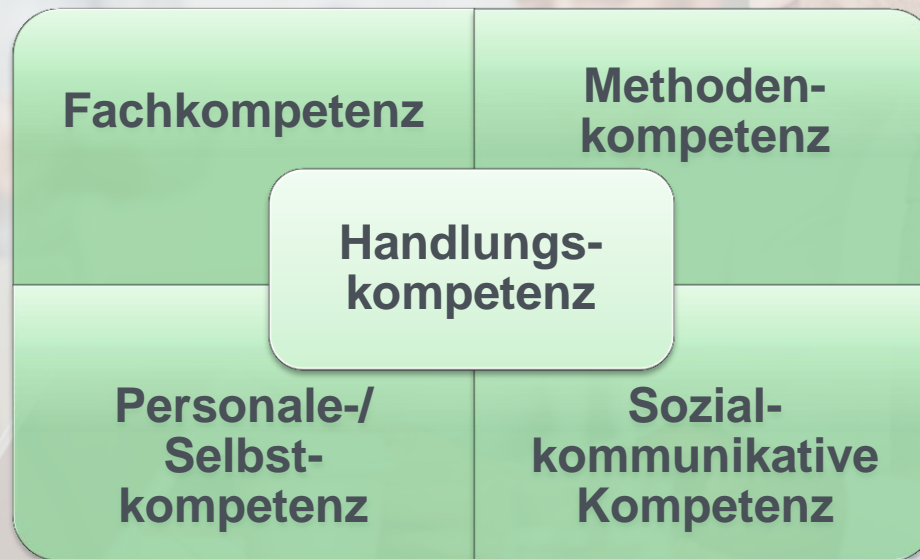 Fachkompetenz
Methoden-
kompetenz
Handlungs-
kompetenz
Personale-/
Selbst-
kompetenz
Sozial-
kommunikative
Kompetenz